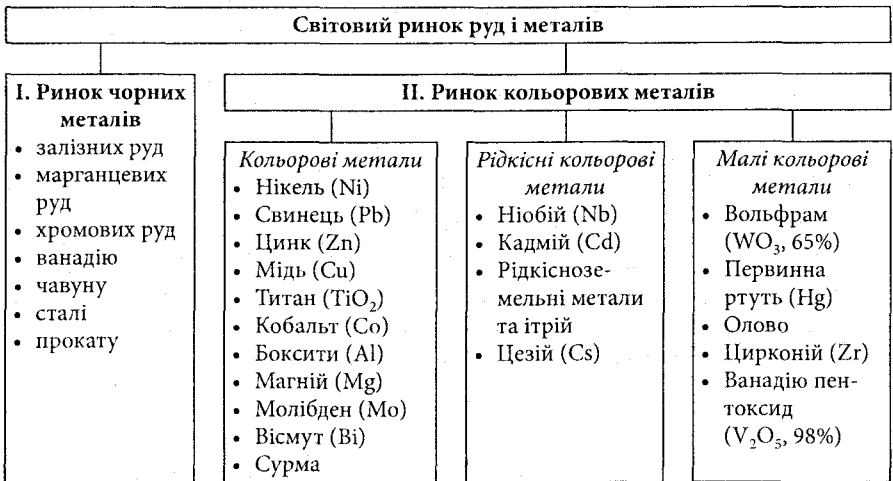 Світовий ринок руд і металів
І. Ринок чорних
металів
• залізних руд
• марганцевих
руд
• хромових руд
• ванадію
• чавуну
• сталі
• прокату
ІІ. Ринок кольорових металів
Кольорові метали
• Нікель (Ni)
• Свинець (Pb)
• Цинк (Zn)
• Мідь (Cu)
• Титан (TiO₂)
• Кобальт (Co)
• Боксити (Al)
• Магній (Mg)
• Молібден (Mo)
• Вісмут (Bi)
• Сурма
Рідкісні кольорові
метали
• Ніобій (Nb)
• Кадмій (Cd)
• Рідкіснозе-
мельні метали
та ітрій
• Цезій (Cs)
Малі кольорові
метали
• Вольфрам
(WO₃, 65%)
• Первинна
ртуть (Hg)
• Олово
• Цирконій (Zr)
• Ванадію пен-
токсид
(V₂O₅, 98%)